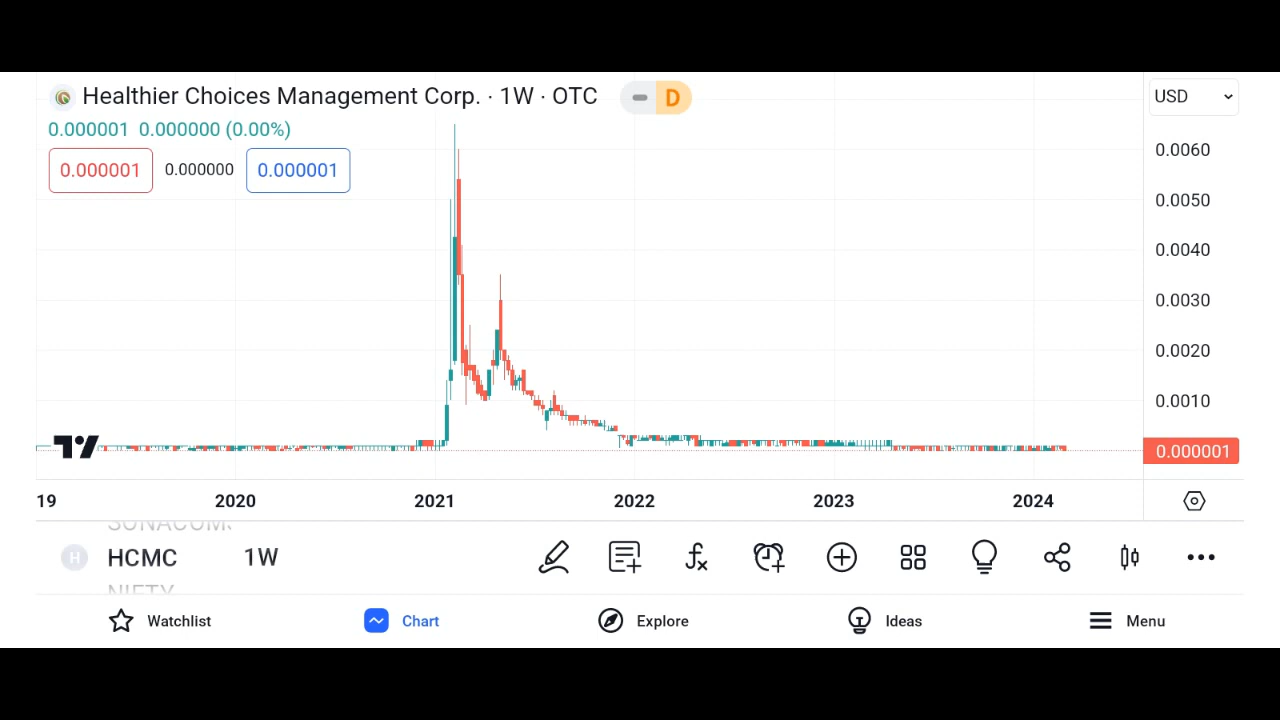 Healthier Choices Management Corp. · 1W · OTC
D
USD
0.000001 0.000000 (0.00%)
0.000001 0.000000 0.000001
0.0060
0.0050
0.0040
0.0030
0.0020
0.0010
0.000001
19 2020 2021 2022 2023 2024
HCMC 1W
H
NIFTY
Watchlist Chart Explore Ideas Menu